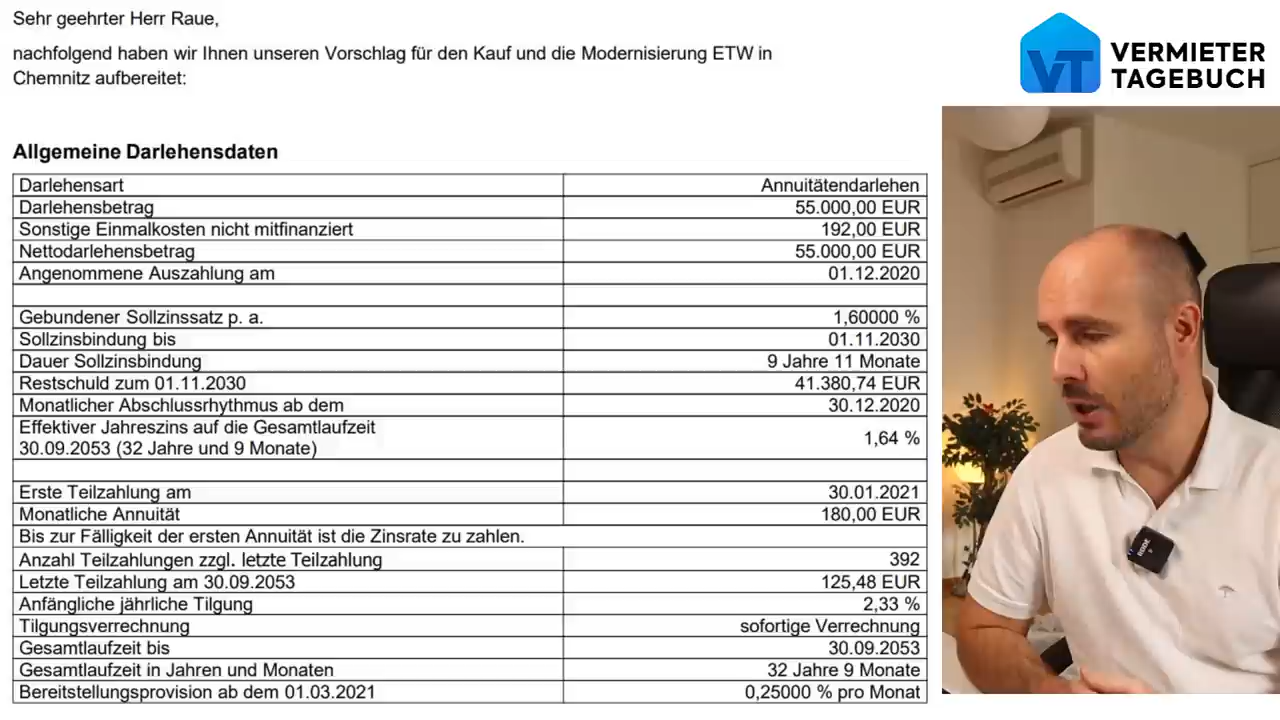 Sehr geehrter Herr Raue,
nachfolgend haben wir Ihnen unseren Vorschlag für den Kauf und die Modernisierung ETW in
Chemnitz aufbereitet:
VT VERMIETER
TAGEBUCH
Allgemeine Darlehensdaten
Darlehensart Annuitätendarlehen
Darlehensbetrag 55.000,00 EUR
Sonstige Einmalkosten nicht mitfinanziert 192,00 EUR
Nettodarlehensbetrag 55.000,00 EUR
Angenommene Auszahlung am 01.12.2020
Gebundener Sollzinssatz p. a. 1,60000 %
Sollzinsbindung bis 01.11.2030
Dauer Sollzinsbindung 9 Jahre 11 Monate
Restschuld zum 01.11.2030 41.380,74 EUR
Monatlicher Abschlussrhythmus ab dem 30.12.2020
Effektiver Jahreszins auf die Gesamtlaufzeit
30.09.2053 (32 Jahre und 9 Monate) 1,64 %
Erste Teilzahlung am 30.01.2021
Monatliche Annuität 180,00 EUR
Bis zur Fälligkeit der ersten Annuität ist die Zinsrate zu zahlen.
Anzahl Teilzahlungen zzgl. letzte Teilzahlung 392
Letzte Teilzahlung am 30.09.2053 125,48 EUR
Anfängliche jährliche Tilgung 2,33 %
Tilgungsverrechnung sofortige Verrechnung
Gesamtlaufzeit bis 30.09.2053
Gesamtlaufzeit in Jahren und Monaten 32 Jahre 9 Monate
Bereitstellungsprovision ab dem 01.03.2021 0,25000 % pro Monat
RODE